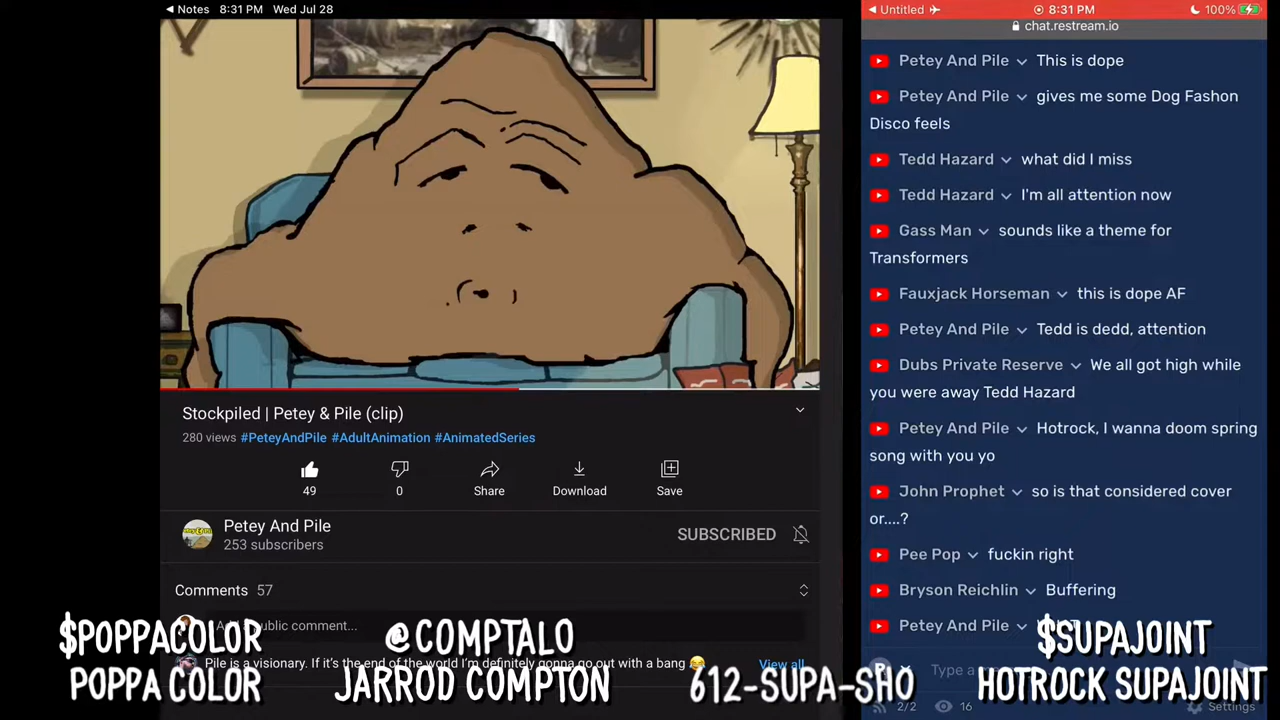 Notes 8:31 PM Wed Jul 28
Untitled 8:31 PM 100%
chat.restream.io
Petey And Pile This is dope
Petey And Pile gives me some Dog Fashon
Disco feels
Tedd Hazard what did I miss
Tedd Hazard I'm all attention now
Gass Man sounds like a theme for
Transformers
Fauxjack Horseman this is dope AF
Petey And Pile Tedd is dedd, attention
Dubs Private Reserve We all got high while
you were away Tedd Hazard
Petey And Pile Hotrock, I wanna doom spring
song with you yo
John Prophet so is that considered cover
or....?
Pee Pop fuckin right
Bryson Reichlin Buffering
Petey And Pile
Type a
2/2 16 Settings
Stockpiled | Petey & Pile (clip)
280 views #PeteyAndPile #AdultAnimation #AnimatedSeries
49 0 Share Download Save
Petey And Pile
253 subscribers
SUBSCRIBED
Comments 57
public comment...
Pile is a visionary. If it's the end of the world I'm definitely gonna go out with a bang 😂
View all
$POPPACOLOR
POPPA COLOR
@COMPTALO
JARROD COMPTON
612-SUPA-SHO
$SUPAJOINT
HOTROCK SUPAJOINT